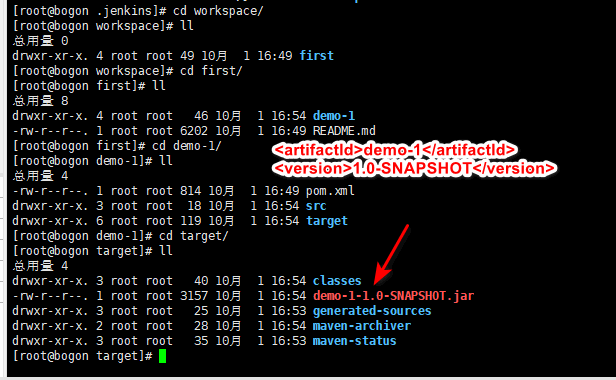 [root@bogon .jenkins]# cd workspace/
[root@bogon workspace]# ll
总用量 0
drwxr-xr-x. 4 root root 49 10月  1 16:49 first
[root@bogon workspace]# cd first/
[root@bogon first]# ll
总用量 8
drwxr-xr-x. 4 root root   46 10月  1 16:54 demo-1
-rw-r--r--. 1 root root 6202 10月  1 16:49 README.md
[root@bogon first]# cd demo-1/
<artifactId>demo-1</artifactId>
[root@bogon demo-1]# ll
<version>1.0-SNAPSHOT</version>
总用量 4
-rw-r--r--. 1 root root 814 10月  1 16:49 pom.xml
drwxr-xr-x. 3 root root  18 10月  1 16:54 src
drwxr-xr-x. 6 root root 119 10月  1 16:54 target
[root@bogon demo-1]# cd target/
[root@bogon target]# ll
总用量 4
drwxr-xr-x. 3 root root   40 10月  1 16:54 classes
-rw-r--r--. 1 root root 3157 10月  1 16:54 demo-1-1.0-SNAPSHOT.jar
drwxr-xr-x. 3 root root   25 10月  1 16:53 generated-sources
drwxr-xr-x. 2 root root   28 10月  1 16:54 maven-archiver
drwxr-xr-x. 3 root root   35 10月  1 16:53 maven-status
[root@bogon target]#